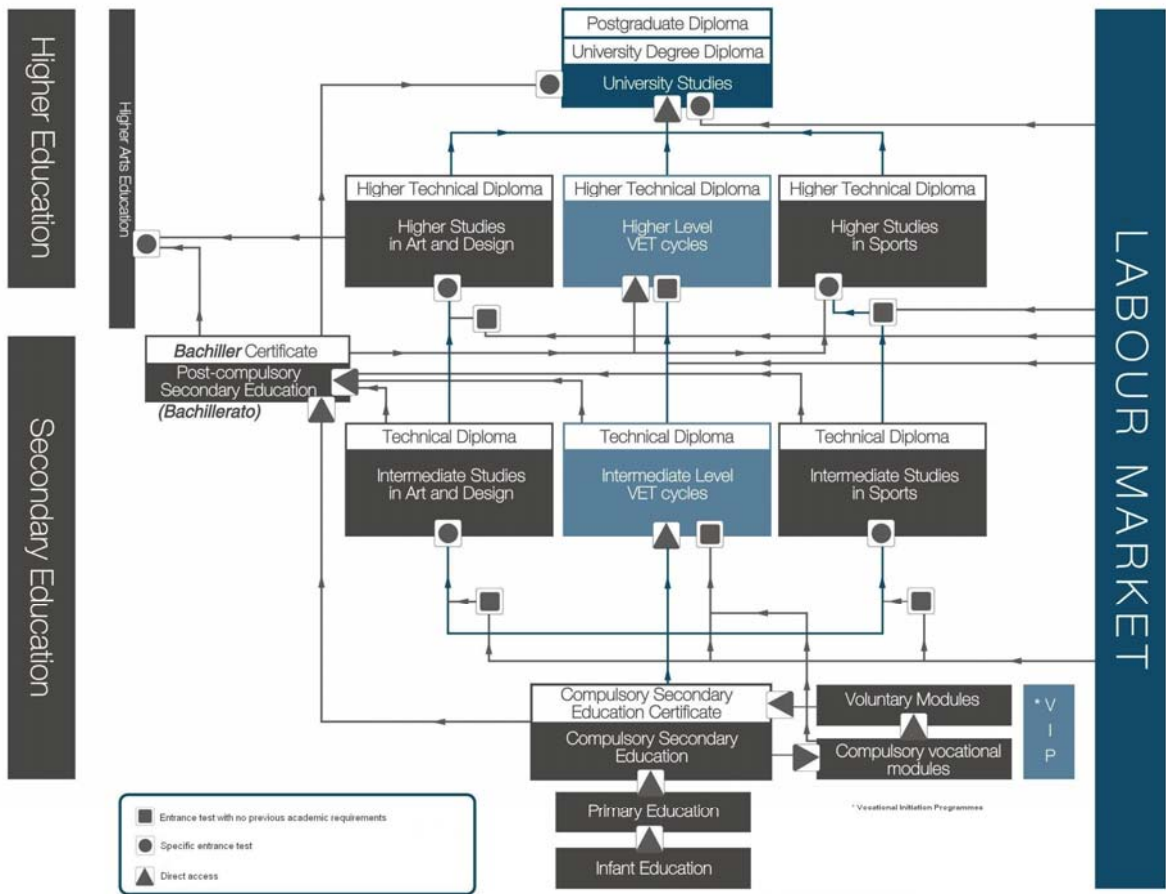 Higher Education
Higher Arts Education
Postgraduate Diploma
University Degree Diploma
University Studies
Higher Technical Diploma
Higher Studies
in Art and Design
Higher Technical Diploma
Higher Level
VET cycles
Higher Technical Diploma
Higher Studies
in Sports
LABOUR MARKET
Secondary Education
Bachiller Certificate
Post-compulsory
Secondary Education
(Bachillerato)
Technical Diploma
Intermediate Studies
in Art and Design
Technical Diploma
Intermediate Level
VET cycles
Technical Diploma
Intermediate Studies
in Sports
Compulsory Secondary
Education Certificate
Compulsory Secondary
Education
Voluntary Modules
Compulsory vocational
modules
* V
I
P
* Vocational Initiation Programmes
Primary Education
Infant Education
Entrance test with no previous academic requirements
Specific entrance test
Direct access